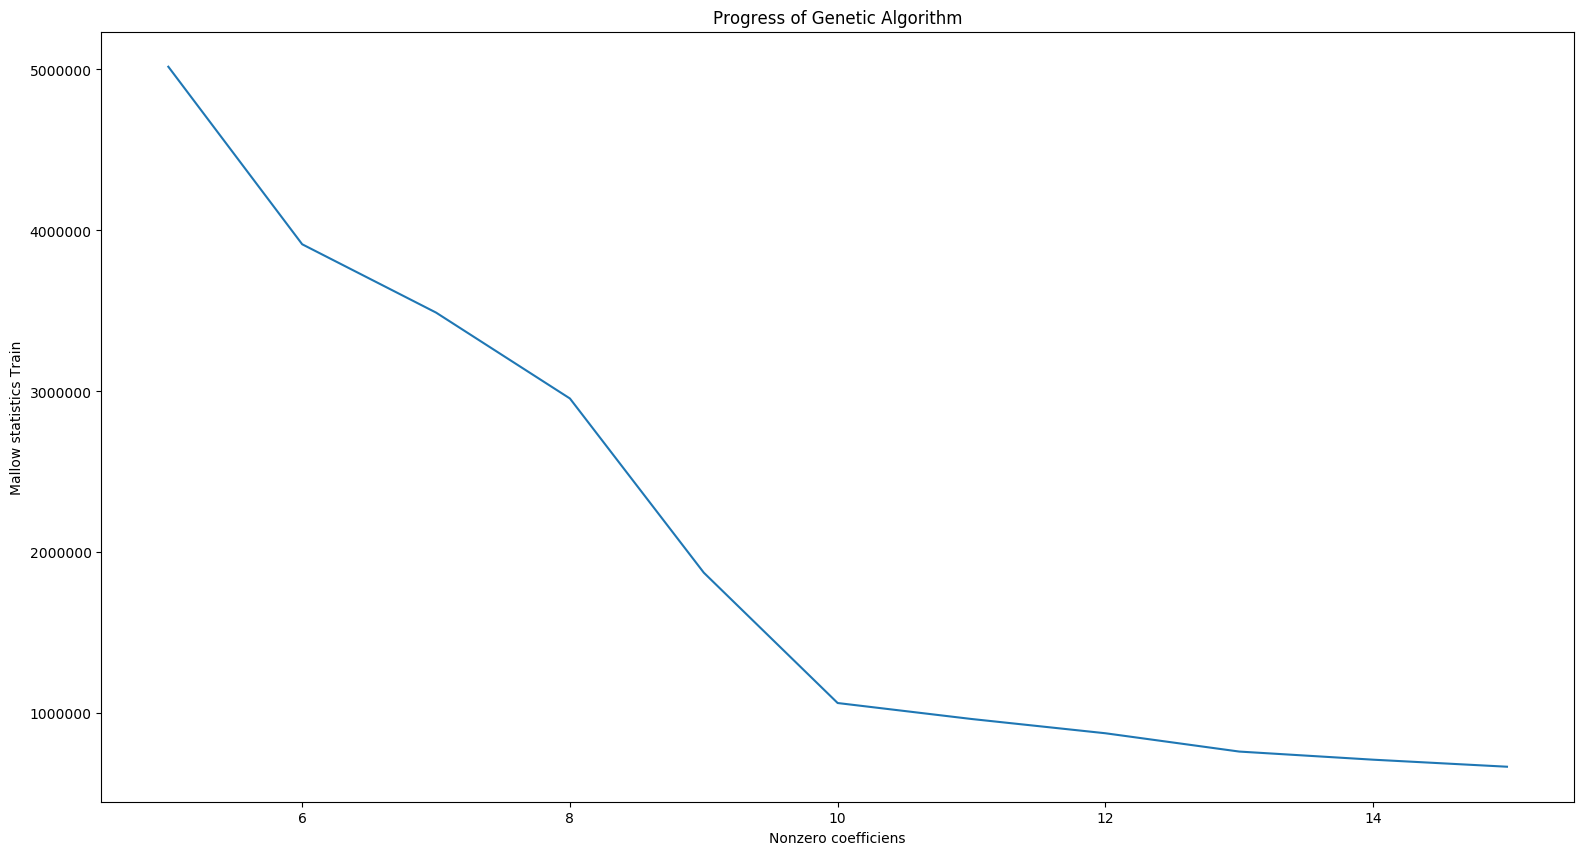 Progress of Genetic Algorithm
5000000
4000000
3000000
2000000
1000000
Mallow statistics Train
6 8 10 12 14
Nonzero coefficiens